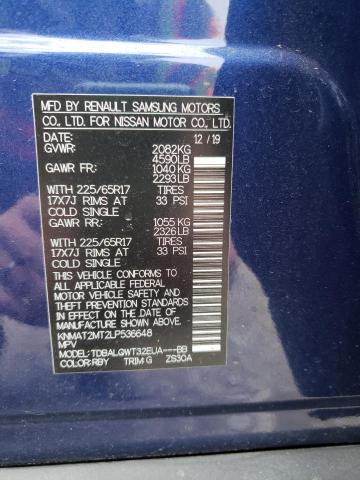 MFD BY RENAULT SAMSUNG MOTORS
CO., LTD. FOR NISSAN MOTOR CO., LTD.
DATE: 12 / 19
GVWR: 2082KG
4590LB
GAWR FR: 1040 KG
2293LB
WITH 225/65R17 TIRES
17X7J RIMS AT 33 PSI
COLD SINGLE
GAWR RR: 1055 KG
2326LB
WITH 225/65R17 TIRES
17X7J RIMS AT 33 PSI
COLD SINGLE
THIS VEHICLE CONFORMS TO
ALL APPLICABLE FEDERAL
MOTOR VEHICLE SAFETY, BUMPER
AND THEFT PREVENTION STANDARDS
IN EFFECT ON THE DATE OF
MANUFACTURE SHOWN ABOVE.
KNMAT2MT2LP536648
MPV
MODEL: TDBALQWT32EUA---BB
COLOR:RBY TRIM:G ZS30A